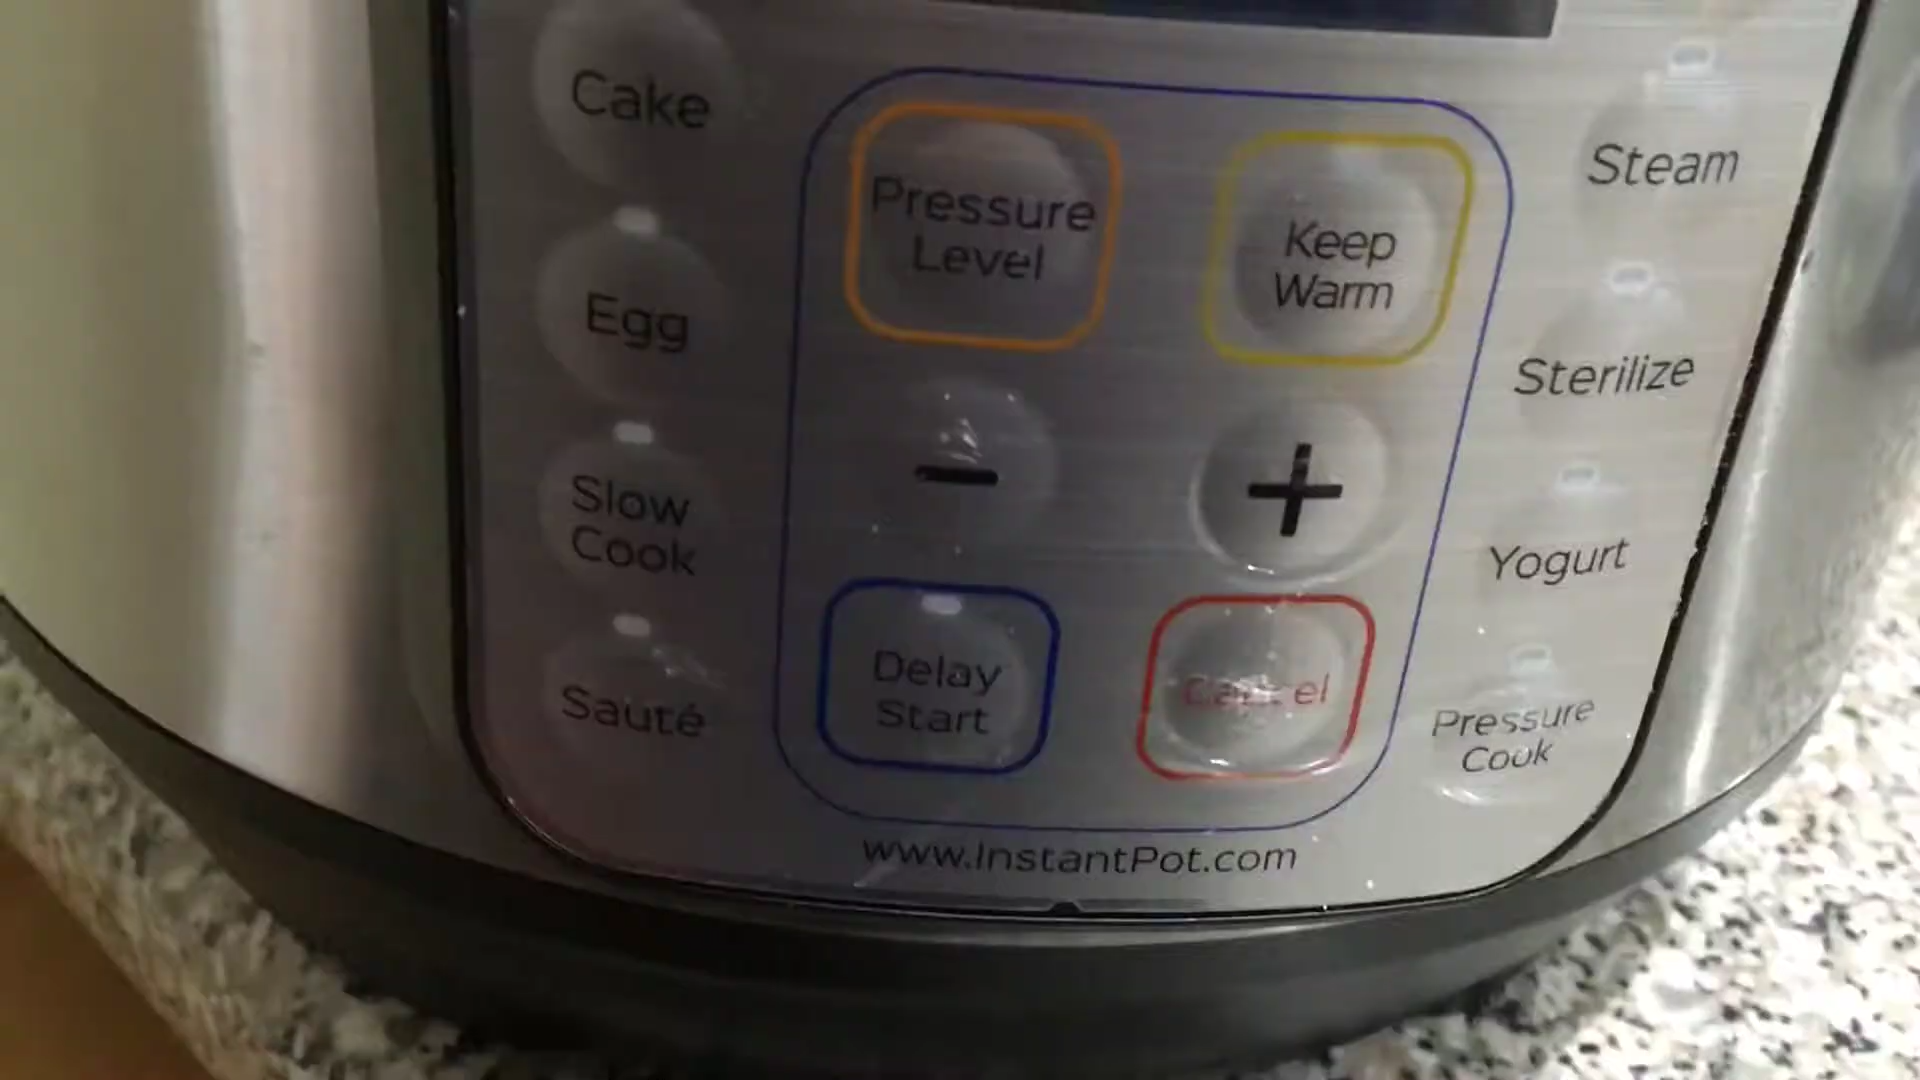 Cake
Egg
Slow
Cook
Sauté
Pressure
Level
Keep
Warm
−
+
Delay
Start
Cancel
Steam
Sterilize
Yogurt
Pressure
Cook
www.InstantPot.com